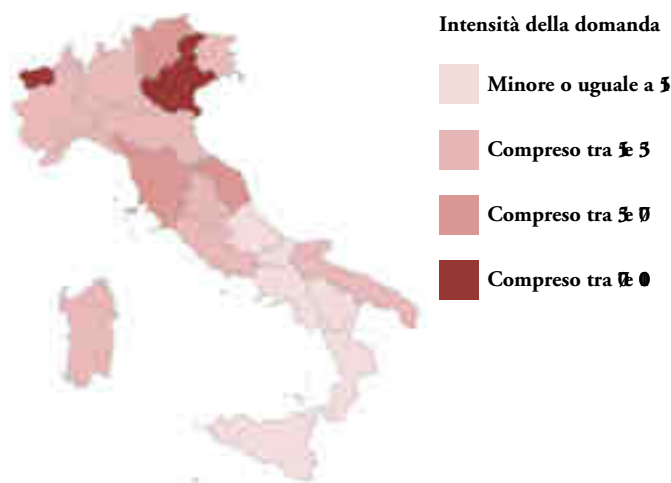 Intensità della domanda
Minore o uguale a
Compreso tra
Compreso tra
Compreso tra